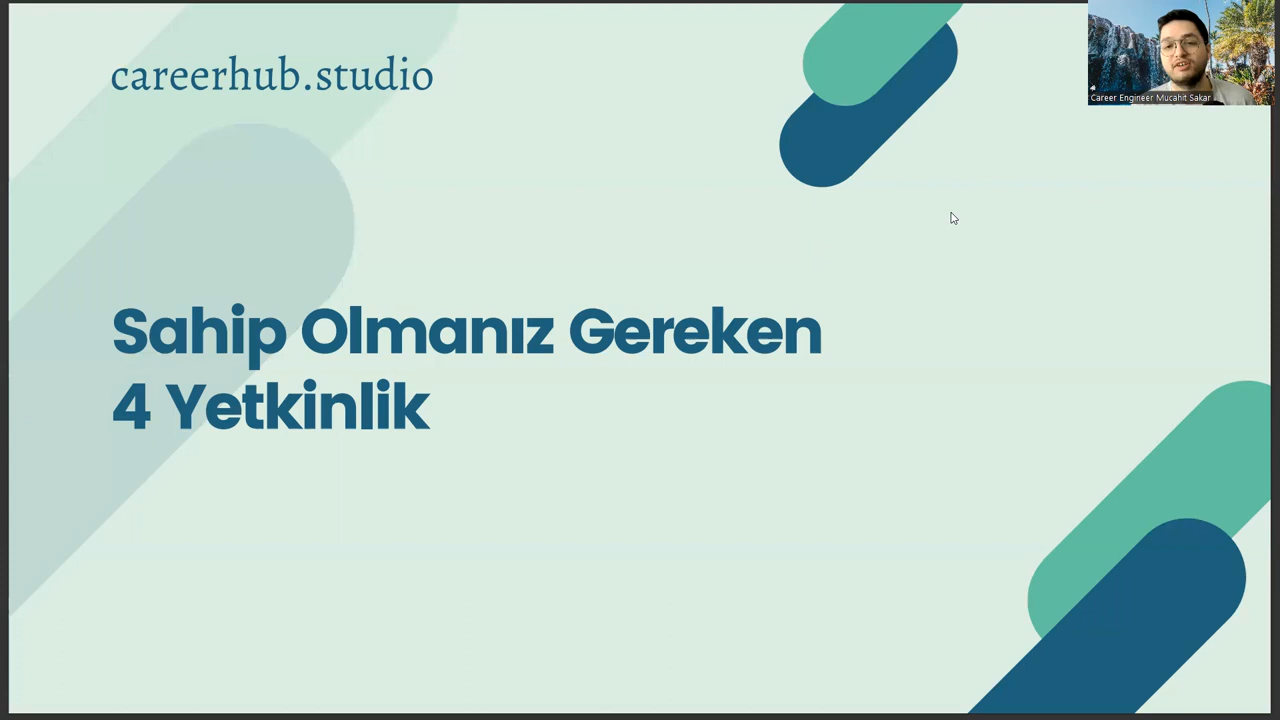 careerhub.studio
Career Engineer Mucahit Sakar
Sahip Olmanız Gereken
4 Yetkinlik